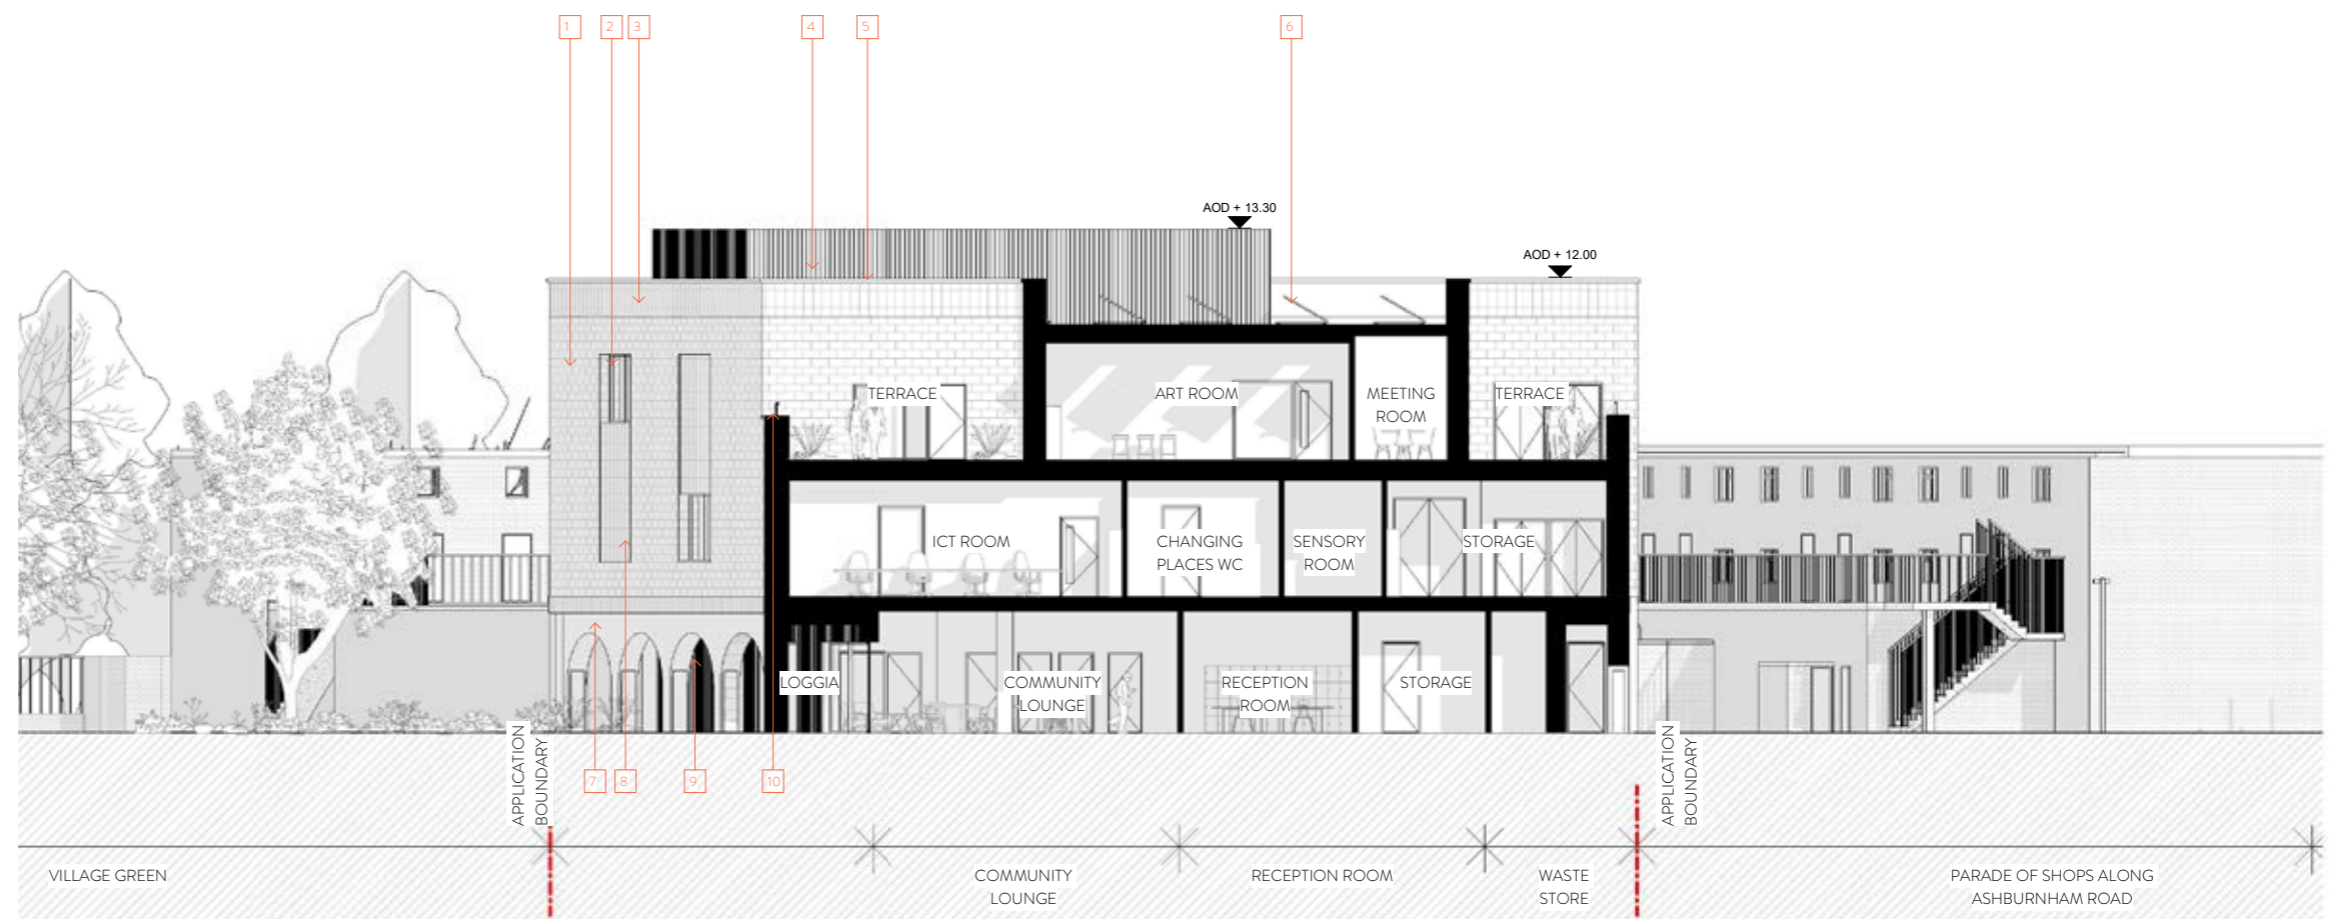 1
2
3
4
5
6
AOD + 13.30
AOD + 12.00
TERRACE
ART ROOM
MEETING
ROOM
TERRACE
ICT ROOM
CHANGING
PLACES WC
SENSORY
ROOM
STORAGE
LOGGIA
COMMUNITY
LOUNGE
RECEPTION
ROOM
STORAGE
7
8
9
10
APPLICATION
BOUNDARY
APPLICATION
BOUNDARY
VILLAGE GREEN
COMMUNITY
LOUNGE
RECEPTION ROOM
WASTE
STORE
PARADE OF SHOPS ALONG
ASHBURNHAM ROAD